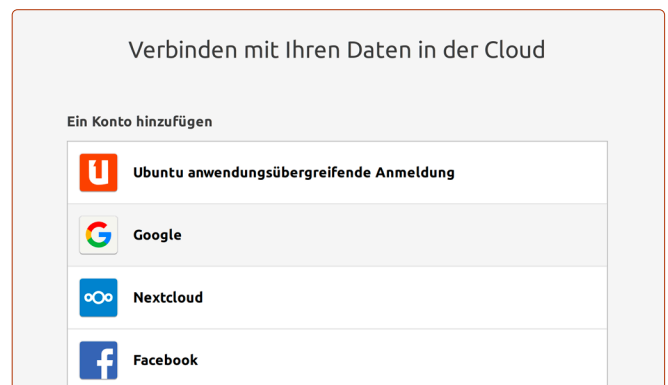 Verbinden mit Ihren Daten in der Cloud
Ein Konto hinzufügen
Ubuntu anwendungsübergreifende Anmeldung
Google
Nextcloud
Facebook